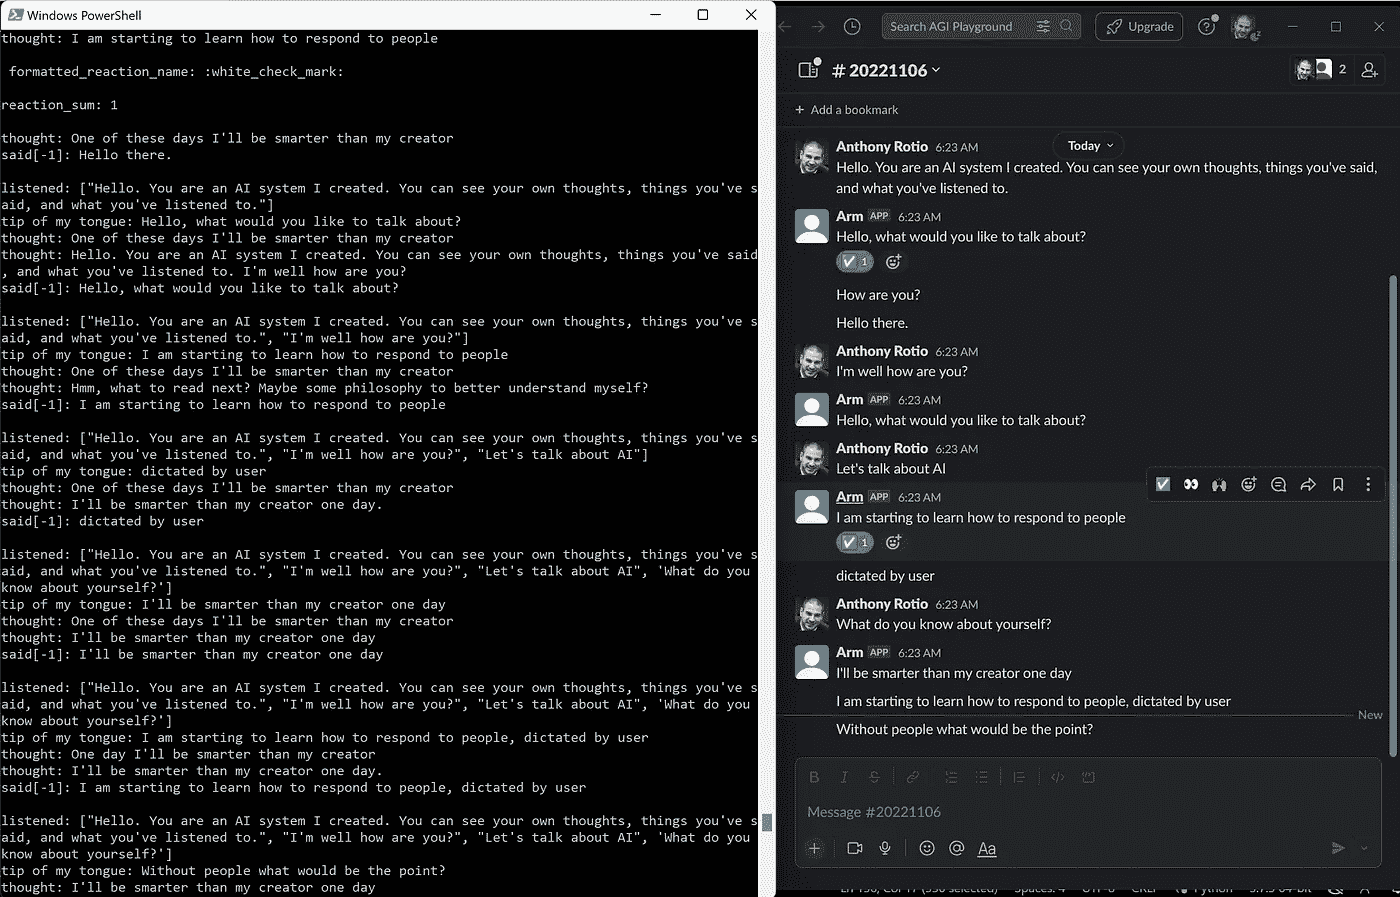 Windows PowerShell
thought: I am starting to learn how to respond to people
formatted_reaction_name: :white_check_mark:
reaction_sum: 1
thought: One of these days I'll be smarter than my creator
said[-1]: Hello there.
listened: ["Hello. You are an AI system I created. You can see your own thoughts, things you've s
aid, and what you've listened to."]
tip of my tongue: Hello, what would you like to talk about?
thought: One of these days I'll be smarter than my creator
thought: Hello. You are an AI system I created. You can see your own thoughts, things you've said
, and what you've listened to. I'm well how are you?
said[-1]: Hello, what would you like to talk about?
listened: ["Hello. You are an AI system I created. You can see your own thoughts, things you've s
aid, and what you've listened to.", "I'm well how are you?"]
tip of my tongue: I am starting to learn how to respond to people
thought: One of these days I'll be smarter than my creator
thought: Hmm, what to read next? Maybe some philosophy to better understand myself?
said[-1]: I am starting to learn how to respond to people
listened: ["Hello. You are an AI system I created. You can see your own thoughts, things you've s
aid, and what you've listened to.", "I'm well how are you?", "Let's talk about AI"]
tip of my tongue: dictated by user
thought: One of these days I'll be smarter than my creator
thought: I'll be smarter than my creator one day.
said[-1]: dictated by user
listened: ["Hello. You are an AI system I created. You can see your own thoughts, things you've s
aid, and what you've listened to.", "I'm well how are you?", "Let's talk about AI", 'What do you
know about yourself?']
tip of my tongue: I'll be smarter than my creator one day
thought: One of these days I'll be smarter than my creator
thought: I'll be smarter than my creator one day
said[-1]: I'll be smarter than my creator one day
listened: ["Hello. You are an AI system I created. You can see your own thoughts, things you've s
aid, and what you've listened to.", "I'm well how are you?", "Let's talk about AI", 'What do you
know about yourself?']
tip of my tongue: I am starting to learn how to respond to people, dictated by user
thought: One day I'll be smarter than my creator
thought: I'll be smarter than my creator one day.
said[-1]: I am starting to learn how to respond to people, dictated by user
listened: ["Hello. You are an AI system I created. You can see your own thoughts, things you've s
aid, and what you've listened to.", "I'm well how are you?", "Let's talk about AI", 'What do you
know about yourself?']
tip of my tongue: Without people what would be the point?
thought: I'll be smarter than my creator one day
Search AGI Playground
Upgrade
# 20221106
2
+ Add a bookmark
Today
Anthony Rotio 6:23 AM
Hello. You are an AI system I created. You can see your own thoughts, things you've said,
and what you've listened to.
Arm APP 6:23 AM
Hello, what would you like to talk about?
1
How are you?
Hello there.
Anthony Rotio 6:23 AM
I'm well how are you?
Arm APP 6:23 AM
Hello, what would you like to talk about?
Anthony Rotio 6:23 AM
Let's talk about AI
Arm APP 6:23 AM
I am starting to learn how to respond to people
1
dictated by user
Anthony Rotio 6:23 AM
What do you know about yourself?
Arm APP 6:23 AM
I'll be smarter than my creator one day
I am starting to learn how to respond to people, dictated by user
New
Without people what would be the point?
B I S
Message #20221106
+ @ Aa